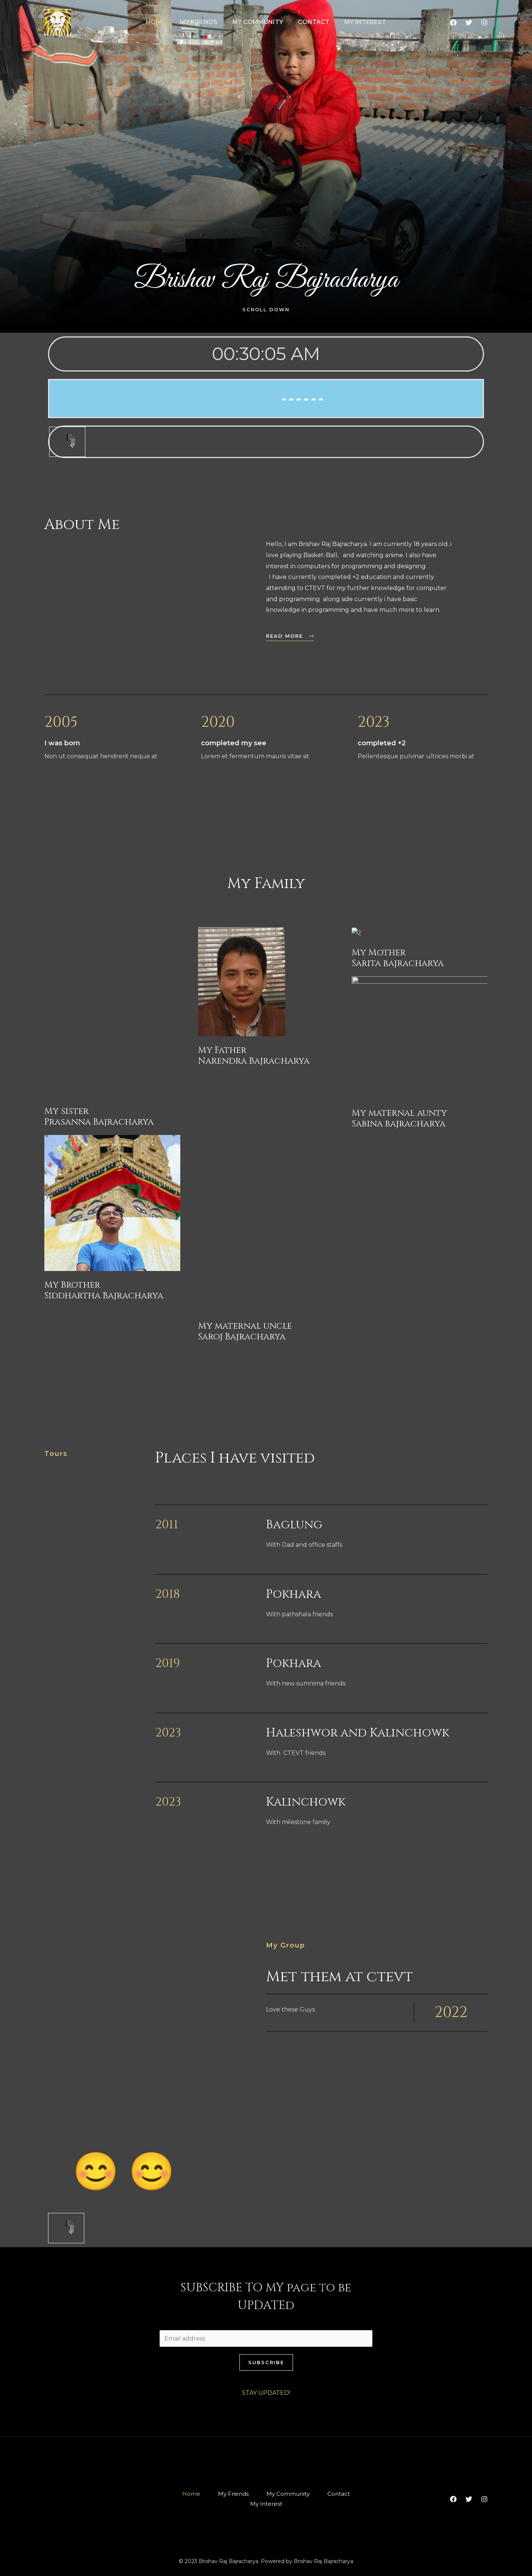 HOME MY FRIENDS MY COMMUNITY CONTACT MY INTEREST
Brishav Raj Bajracharya
SCROLL DOWN
00:30:05 AM
About Me
Hello, I am Brishav Raj Bajracharya. I am currently 18 years old. i
love playing Basket-Ball, and watching anime. I also have
interest in computers for programming and designing.
I have currently completed +2 education and currently
attending to CTEVT for my further knowledge for computer
and programming along side currently i have basic
knowledge in programming and have much more to learn.
READ MORE →
2005
I was born
Non ut consequat hendrerit neque at
2020
completed my see
Lorem et fermentum mauris vitae sit
2023
completed +2
Pellentesque pulvinar ultrices morbi at
My Family
My Father
Narendra Bajracharya
2
My Mother
Sarita bajracharya
My sister
Prasanna Bajracharya
My maternal aunty
Sabina bajracharya
My Brother
Siddhartha Bajracharya
My maternal uncle
Saroj Bajracharya
Tours
Places I have visited
2011
Baglung
With Dad and office staffs
2018
Pokhara
With pathshala friends
2019
Pokhara
With new sumnima friends
2023
Haleshwor and Kalinchowk
With CTEVT friends
2023
Kalinchowk
With milestone family
My Group
Met them at ctevt
Love these Guys.
2022
SUBSCRIBE TO MY page to be
UPDATEd
Email address
SUBSCRIBE
STAY UPDATED!
Home My Friends My Community Contact
My Interest
© 2023 Brishav Raj Bajracharya. Powered by Brishav Raj Bajracharya